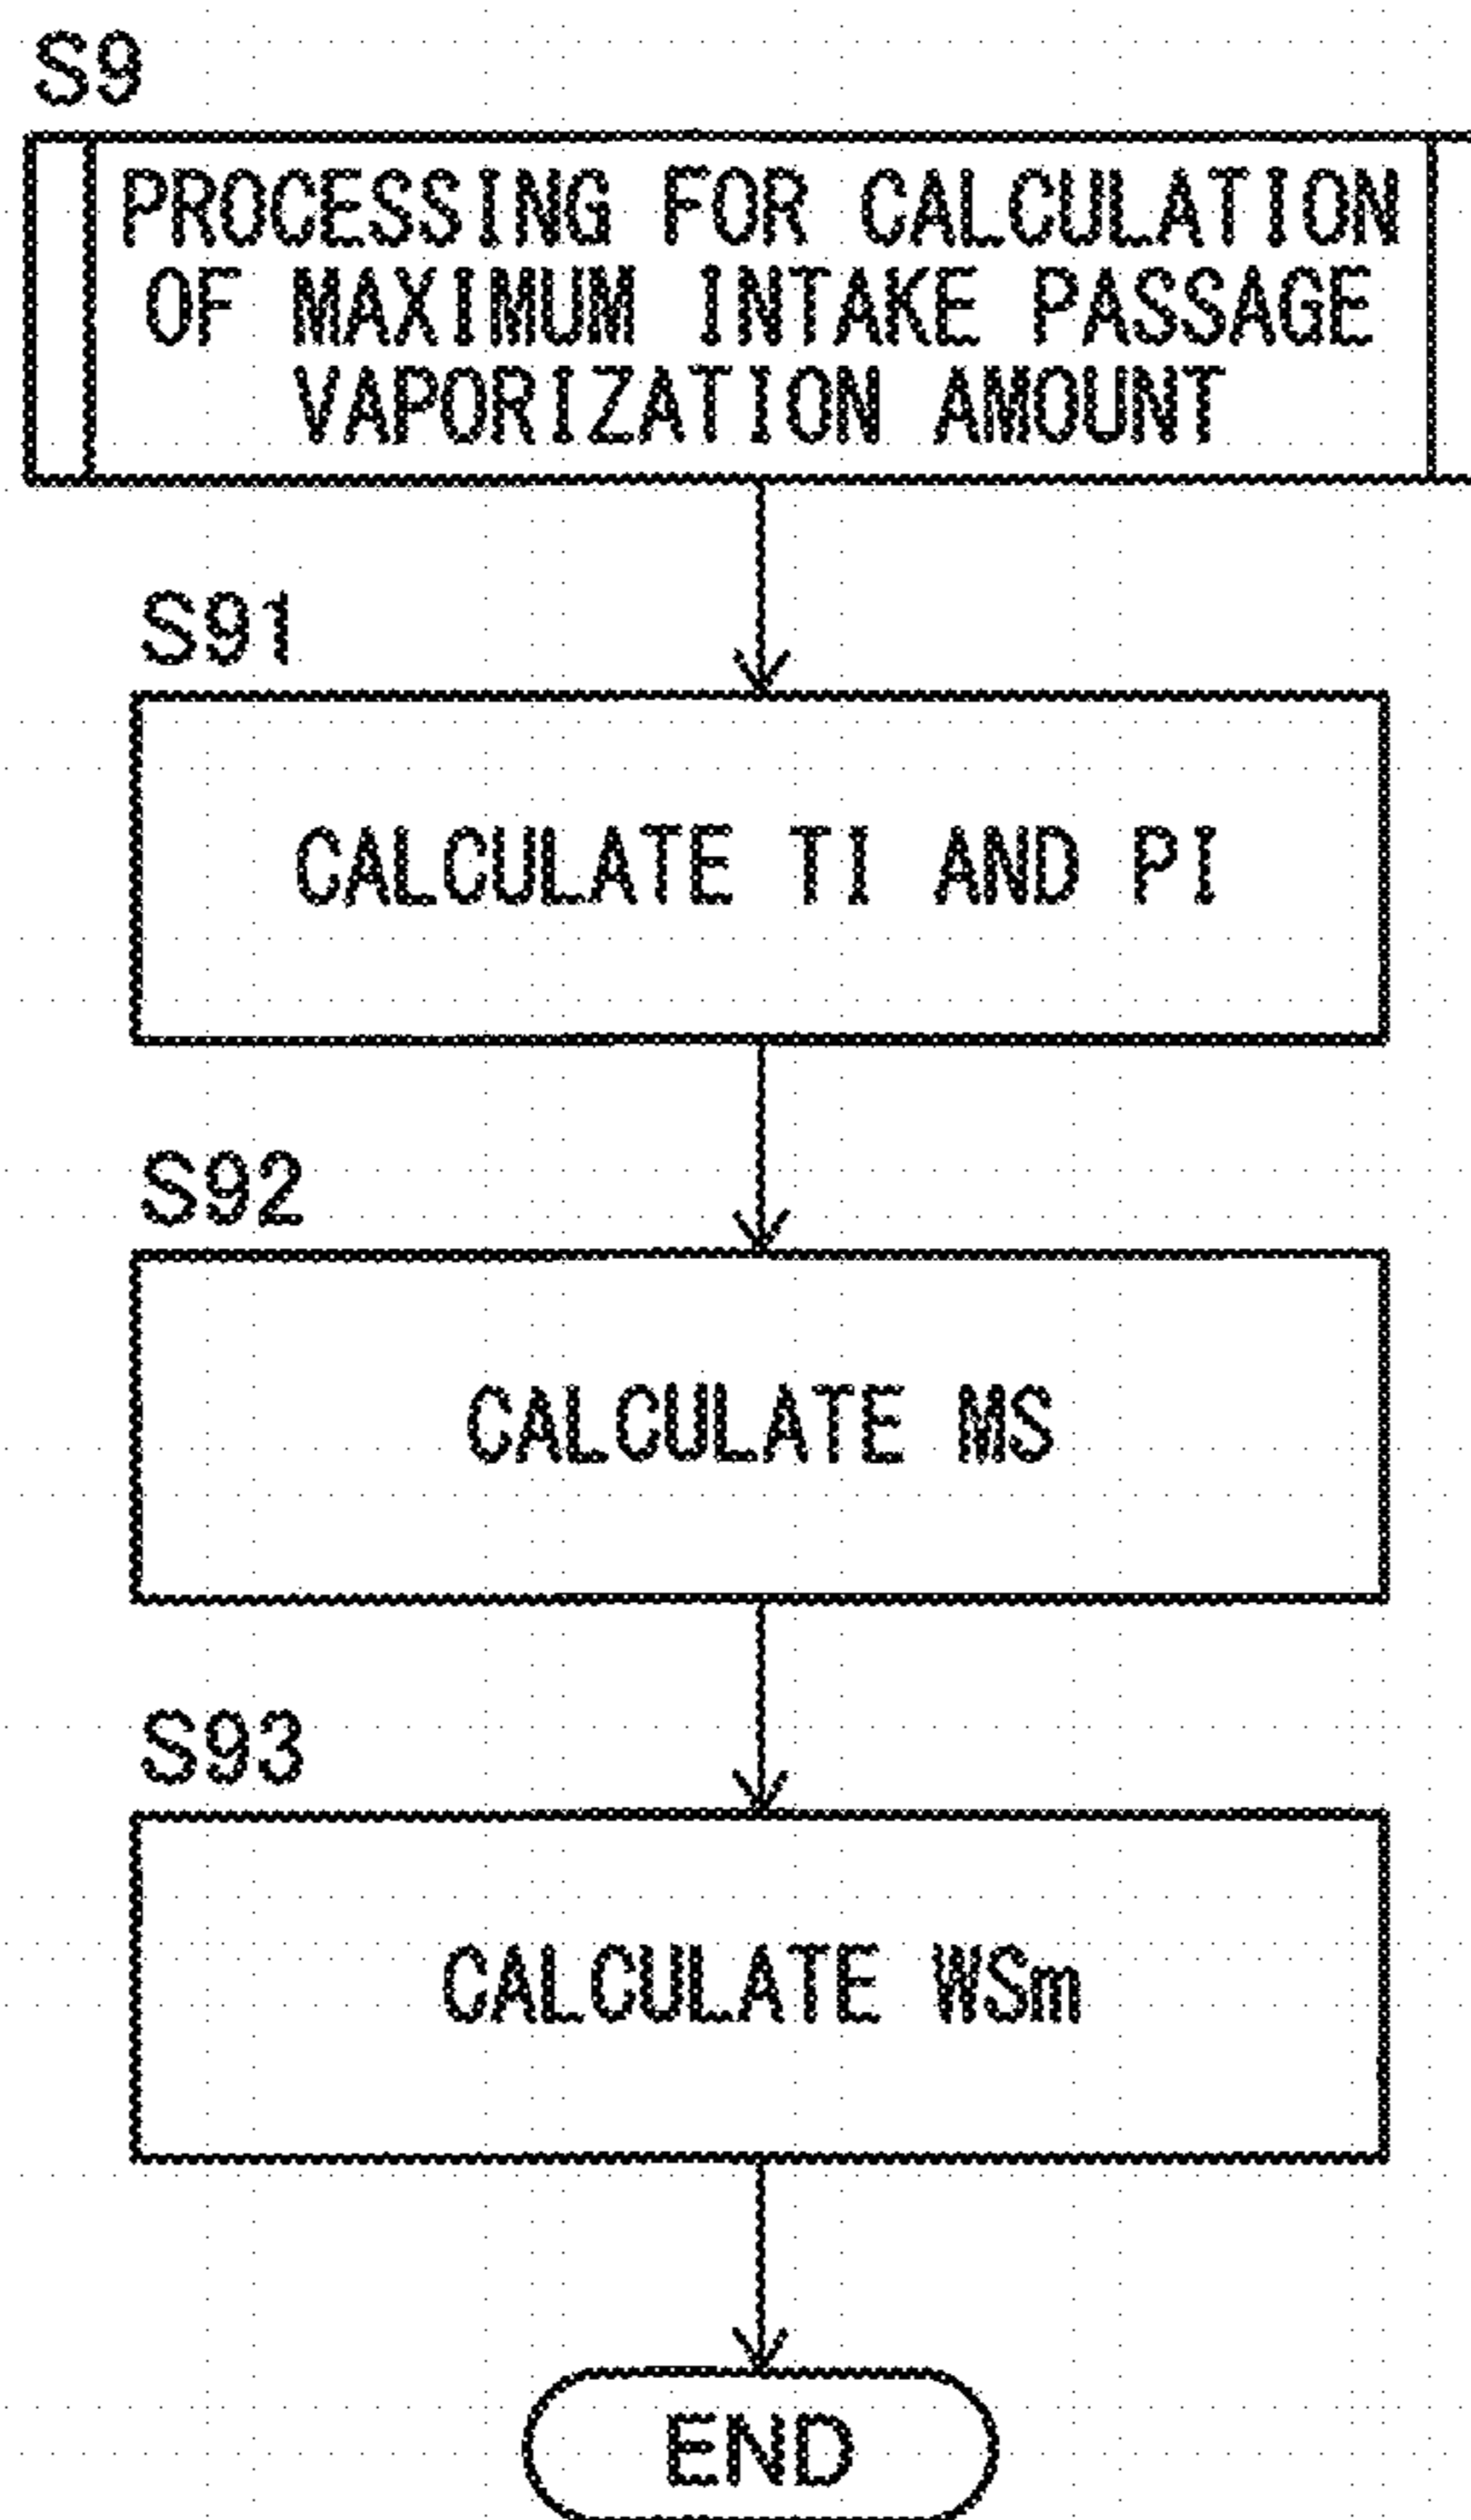 S9
PROCESSING FOR CALCULATION
OF MAXIMUM INTAKE PASSAGE
VAPORIZATION AMOUNT
S91
CALCULATE TI AND PI
S92
CALCULATE MS
S93
CALCULATE WSm
END